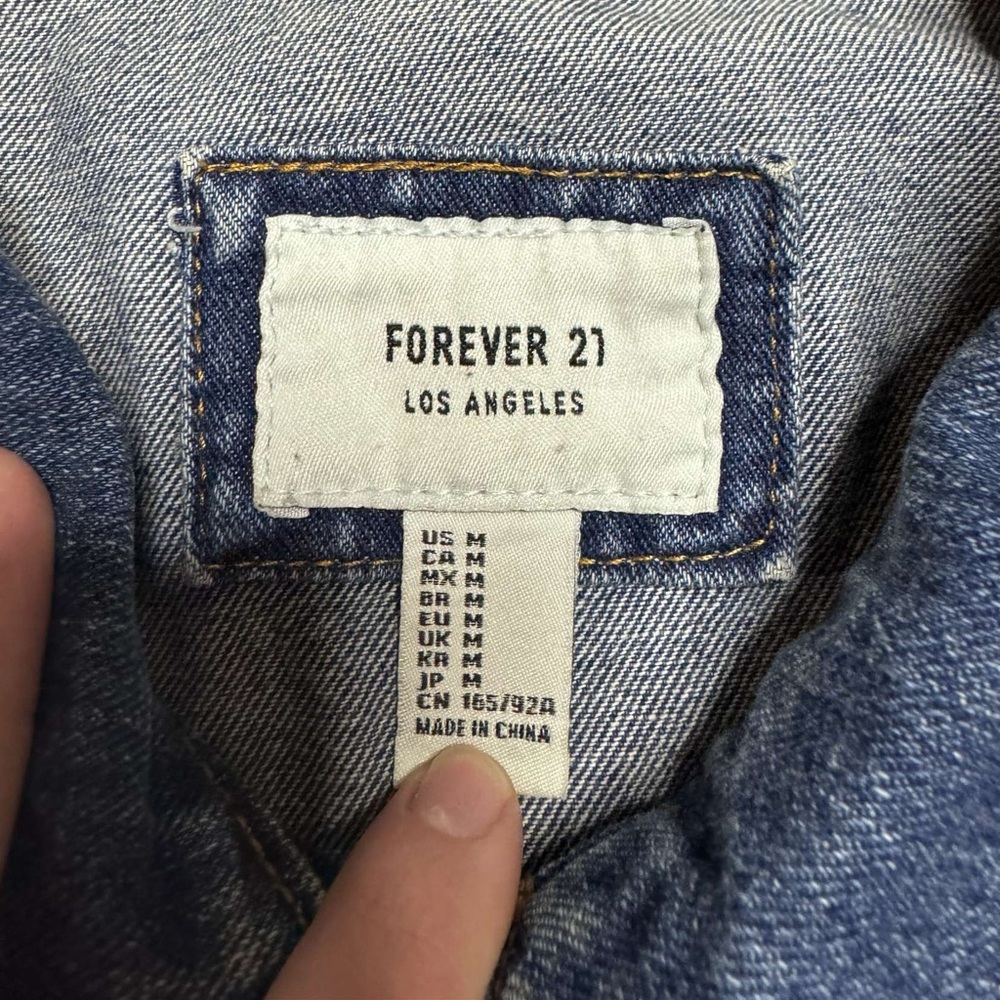 FOREVER 21
LOS ANGELES
US M
CA M
MX M
BR M
EU M
UK M
KR M
JP M
CN 165/92A
MADE IN CHINA